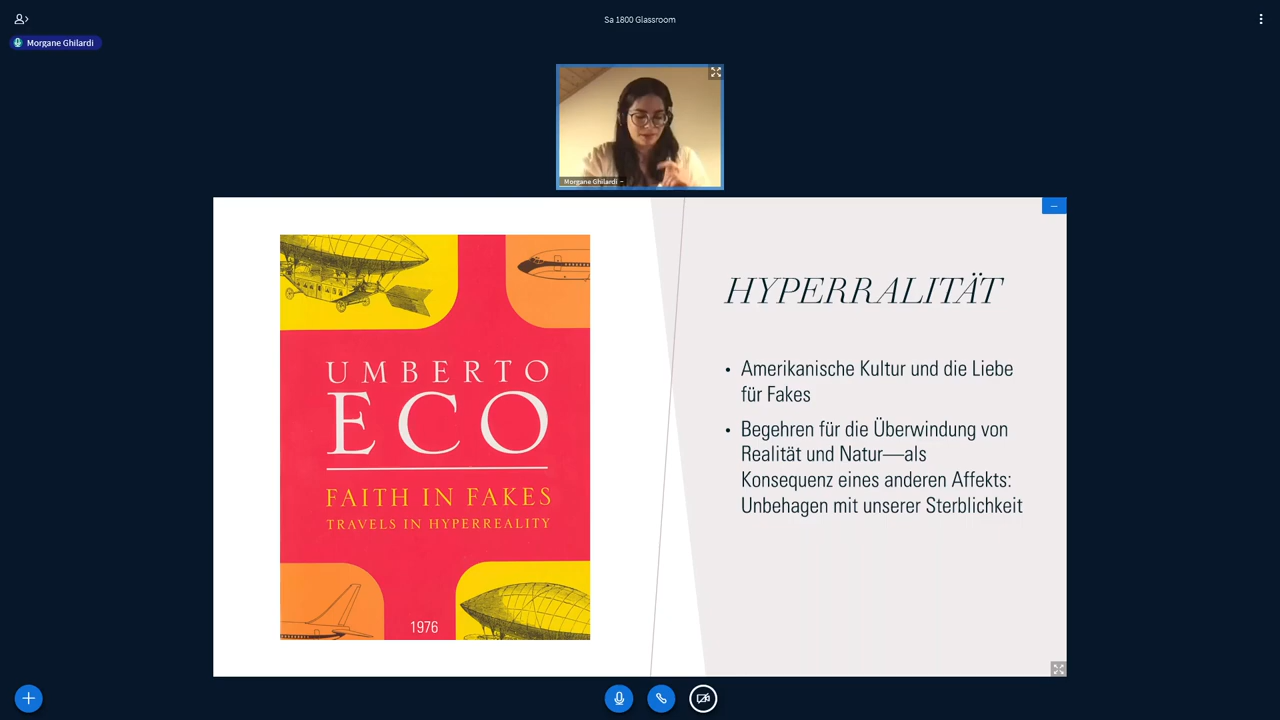 Sa 1800 Glassroom
Morgane Ghilardi
Morgane Ghilardi
UMBERTO
ECO
FAITH IN FAKES
TRAVELS IN HYPERREALITY
1976
HYPERRALITÄT
• Amerikanische Kultur und die Liebe
für Fakes
• Begehren für die Überwindung von
Realität und Natur—als
Konsequenz eines anderen Affekts:
Unbehagen mit unserer Sterblichkeit